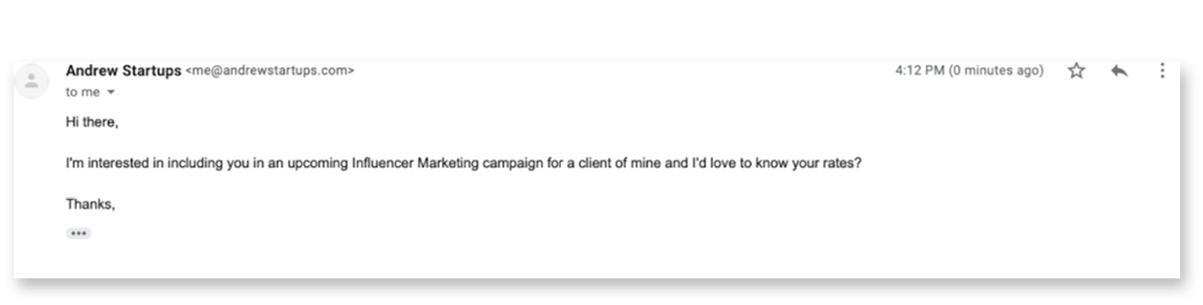 Andrew Startups <me@andrewstartups.com> 4:12 PM (0 minutes ago)
to me
Hi there,
I'm interested in including you in an upcoming Influencer Marketing campaign for a client of mine and I'd love to know your rates?
Thanks,